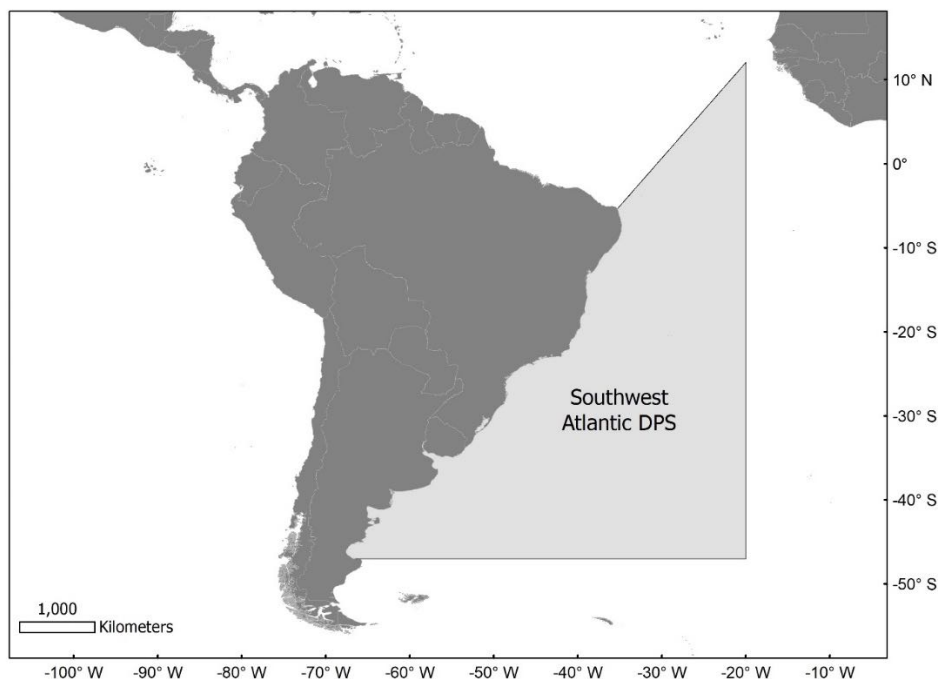 10° N
0°
-10° S
-20° S
Southwest
Atlantic DPS
-30° S
-40° S
-50° S
1,000
Kilometers
-100° W -90° W -80° W -70° W -60° W -50° W -40° W -30° W -20° W -10° W